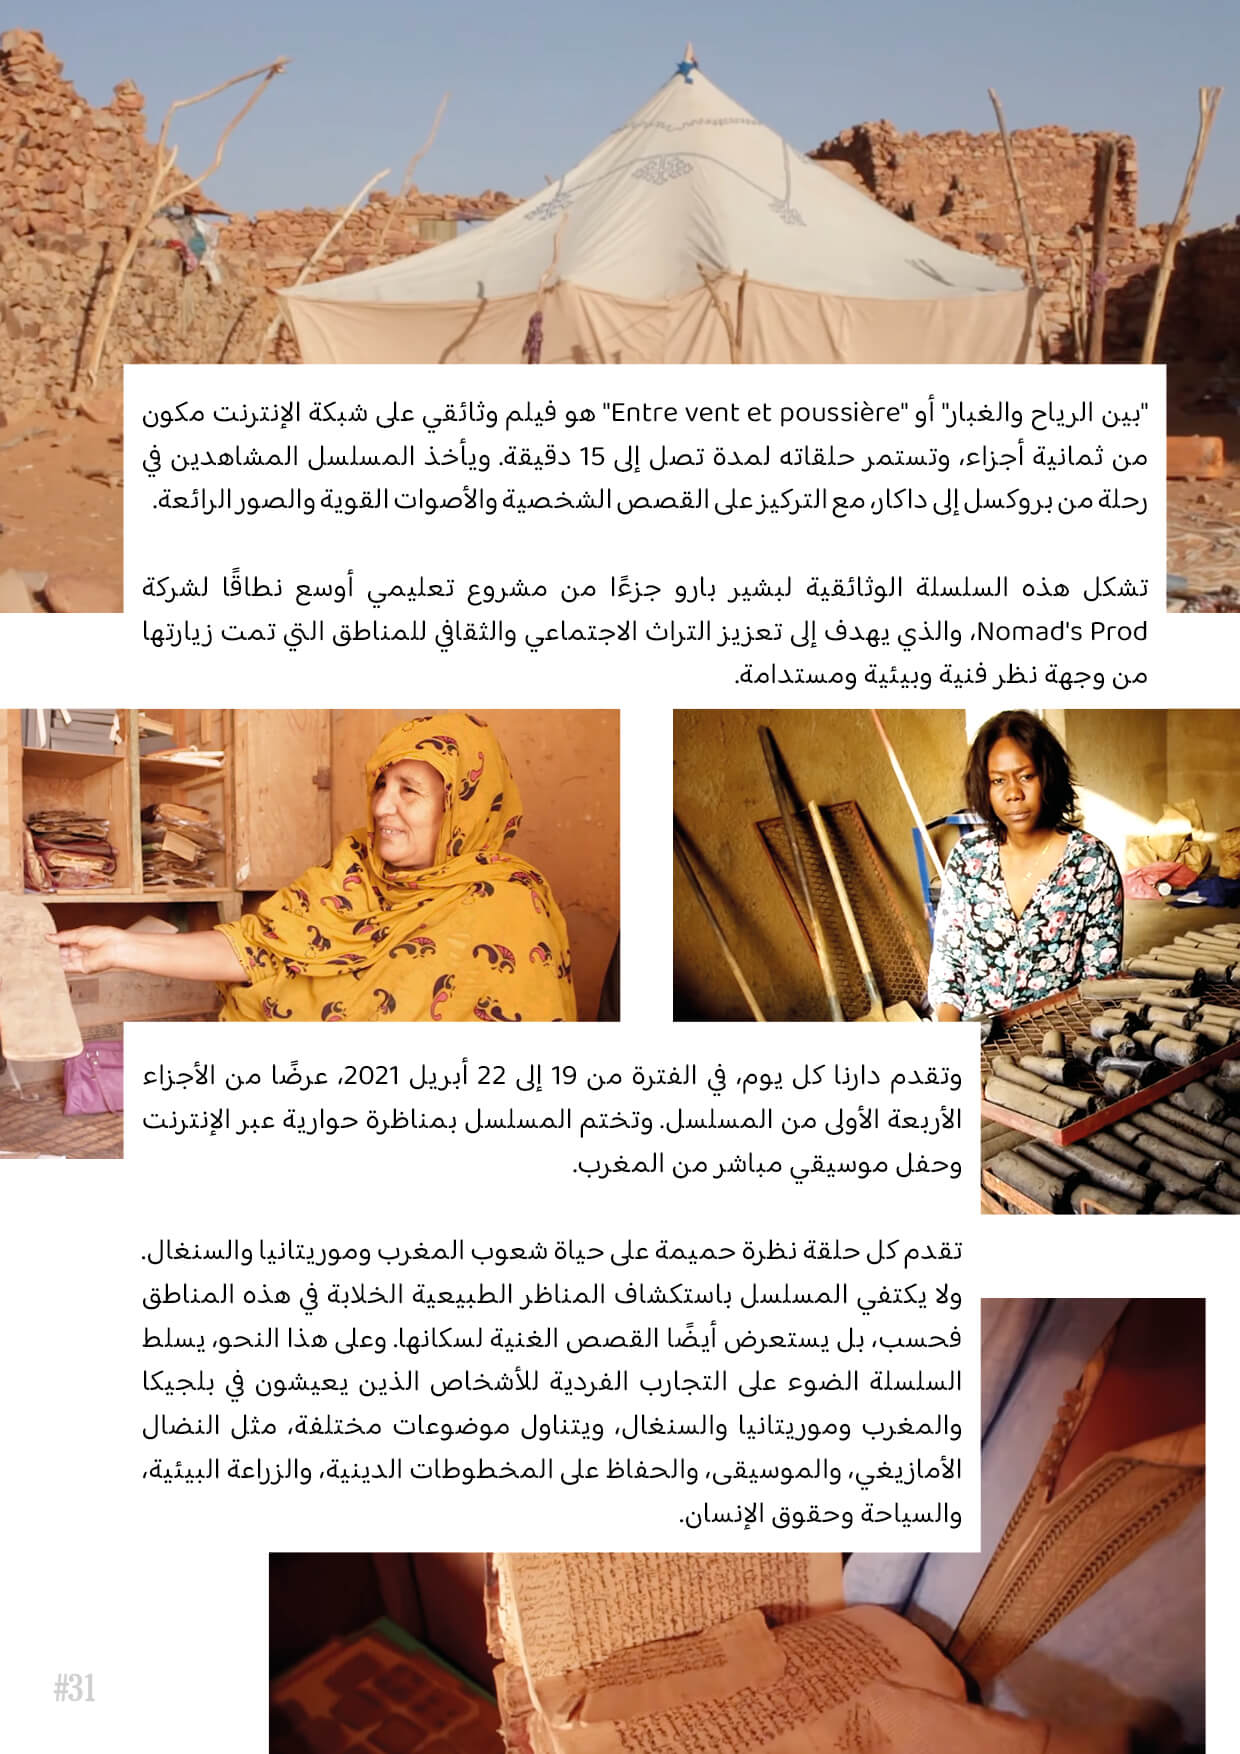 "بين الرياح والغبار" أو "Entre vent et poussière" هو فيلم وثائقي على شبكة الإنترنت مكون
من ثمانية أجزاء، وتستمر حلقاته لمدة تصل إلى 15 دقيقة. ويأخذ المسلسل المشاهدين في
رحلة من بروكسل إلى داكار، مع التركيز على القصص الشخصية والأصوات القوية والصور الرائعة.
تشكل هذه السلسلة الوثائقية لبشير بارو جزءًا من مشروع تعليمي أوسع نطاقًا لشركة
Nomad's Prod، والذي يهدف إلى تعزيز التراث الاجتماعي والثقافي للمناطق التي تمت زيارتها
من وجهة نظر فنية وبيئية ومستدامة.
وتقدم دارنا كل يوم، في الفترة من 19 إلى 22 أبريل 2021، عرضًا من الأجزاء
الأربعة الأولى من المسلسل. وتختم المسلسل بمناظرة حوارية عبر الإنترنت
وحفل موسيقي مباشر من المغرب.
تقدم كل حلقة نظرة حميمة على حياة شعوب المغرب وموريتانيا والسنغال.
ولا يكتفي المسلسل باستكشاف المناظر الطبيعية الخلابة في هذه المناطق
فحسب، بل يستعرض أيضًا القصص الغنية لسكانها. وعلى هذا النحو، يسلط
السلسلة الضوء على التجارب الفردية للأشخاص الذين يعيشون في بلجيكا
والمغرب وموريتانيا والسنغال، ويتناول موضوعات مختلفة، مثل النضال
الأمازيغي، والموسيقى، والحفاظ على المخطوطات الدينية، والزراعة البيئية،
والسياحة وحقوق الإنسان.
#31